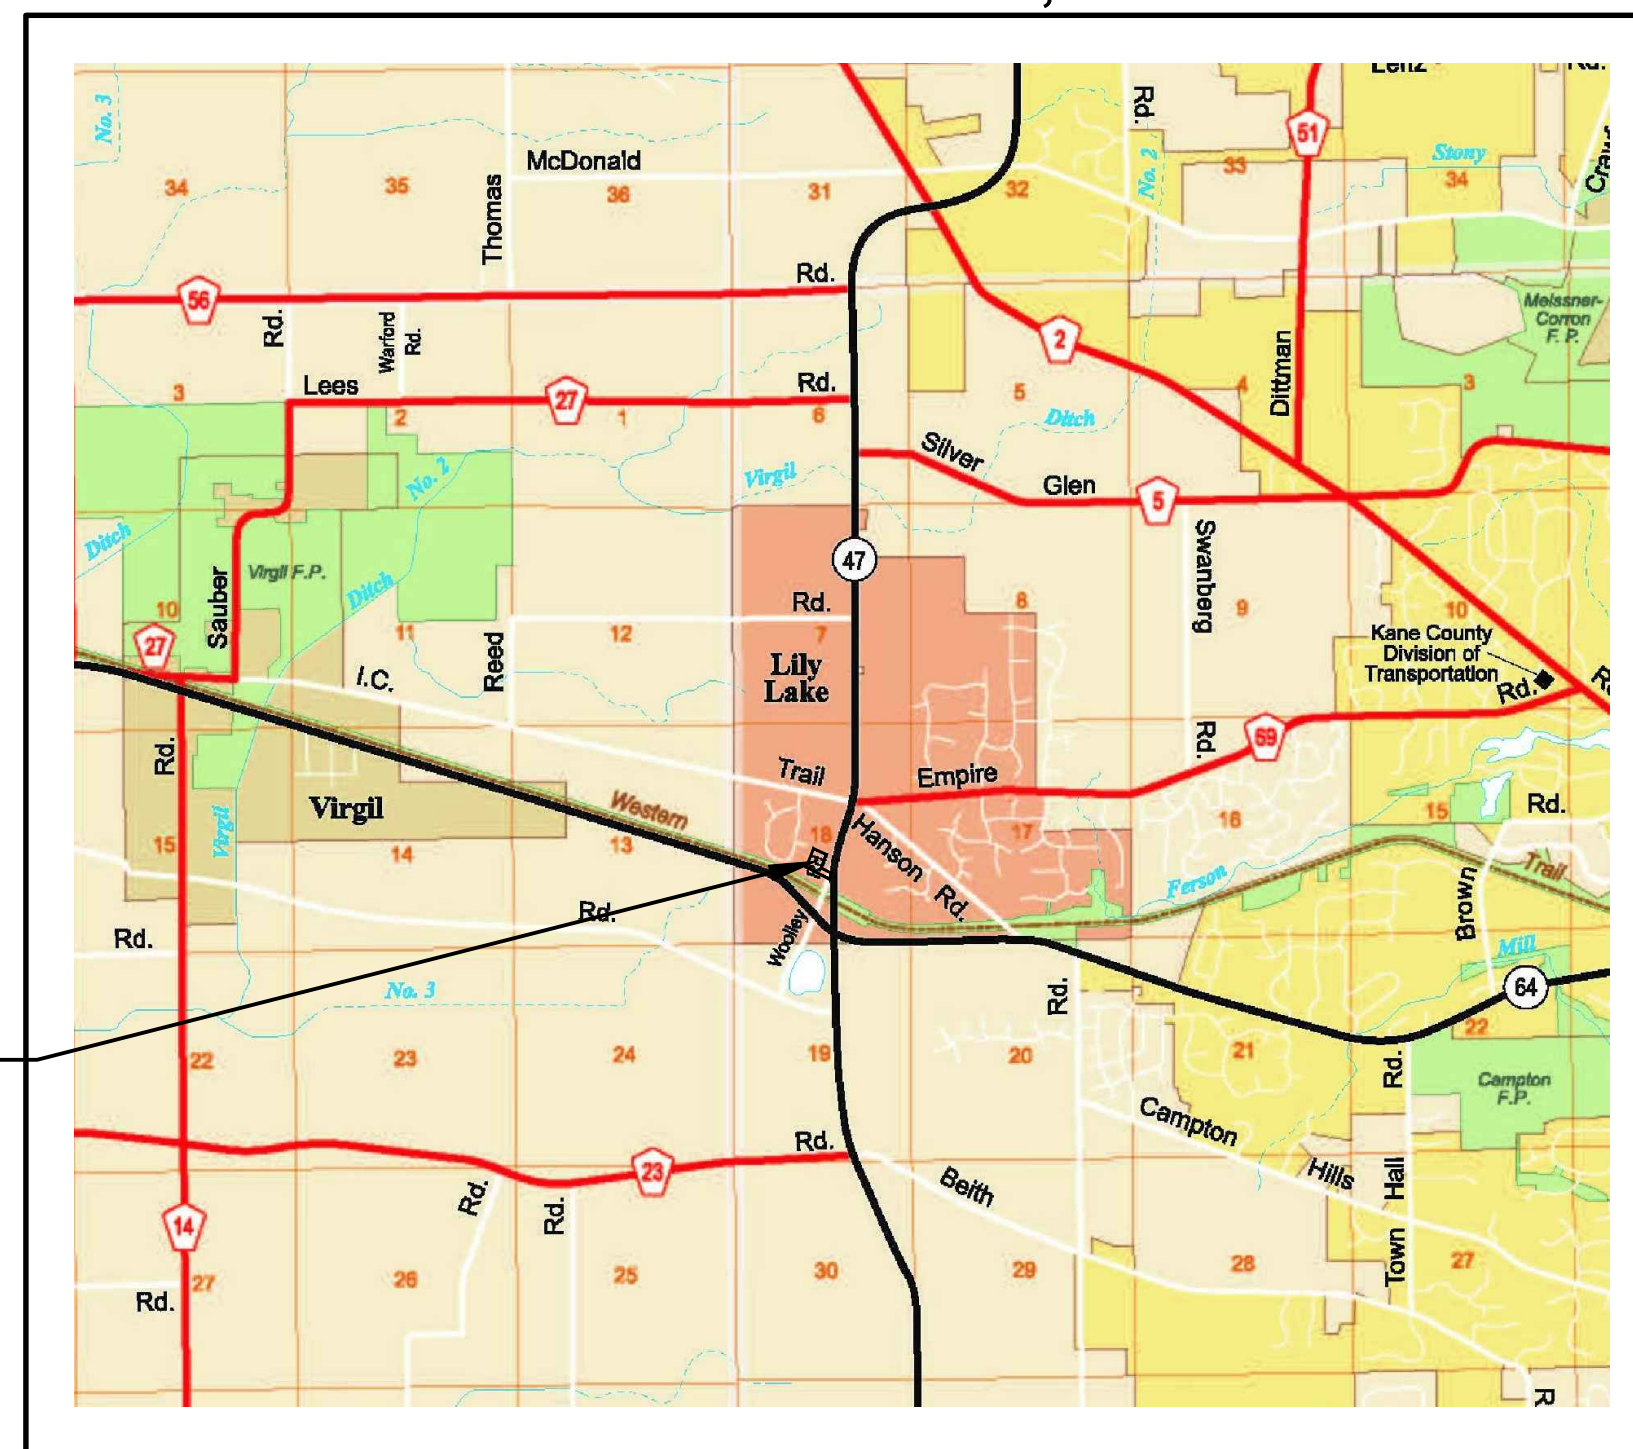 Lenz
Rd.
No. 3
Rd.
51
McDonald
No. 2
33
Stony
34
34
35
36
31
32
Thomas
56
Rd.
Rd.
Warford
Rd.
2
Meissner-
Corron
F. P.
Dittman
3
Lees
27
Rd.
2
1
6
5
4
3
Ditch
Silver
Glen
5
Virgil
No. 2
Ditch
47
Swanberg
Virgil F.P.
Ditch
Sauber
10
27
11
Reed
12
Rd.
7
Lily
Lake
8
9
10
Kane County
Division of
Transportation
Rd.
I.C.
Rd.
Rd.
69
Trail
Empire
Virgil
Western
15
Virgil
14
13
18
Hanson
Rd.
17
16
15
Rd.
Ferson
Brown
Trail
Rd.
Rd.
Woolley
Mill
64
No. 3
Rd.
22
22
23
24
19
20
21
Rd.
Campton
F.P.
Campton
Hills
Town Hall
Rd.
23
Beith
Rd.
Rd.
14
27
Rd.
26
25
30
29
28
27